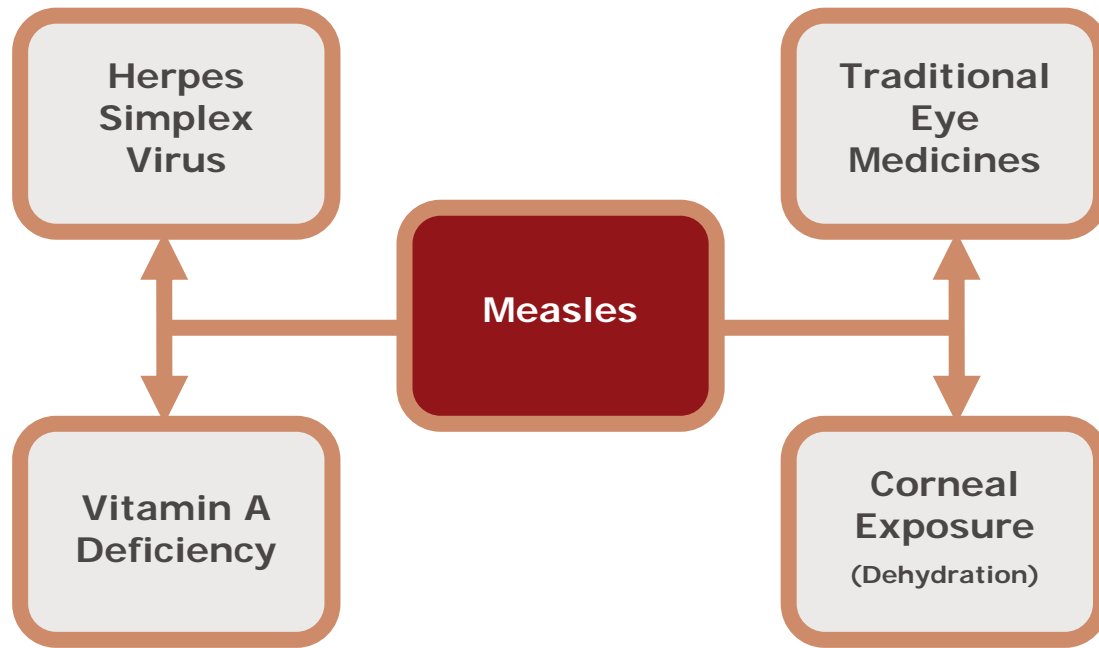 Herpes
Simplex
Virus
Traditional
Eye
Medicines
Measles
Vitamin A
Deficiency
Corneal
Exposure
(Dehydration)